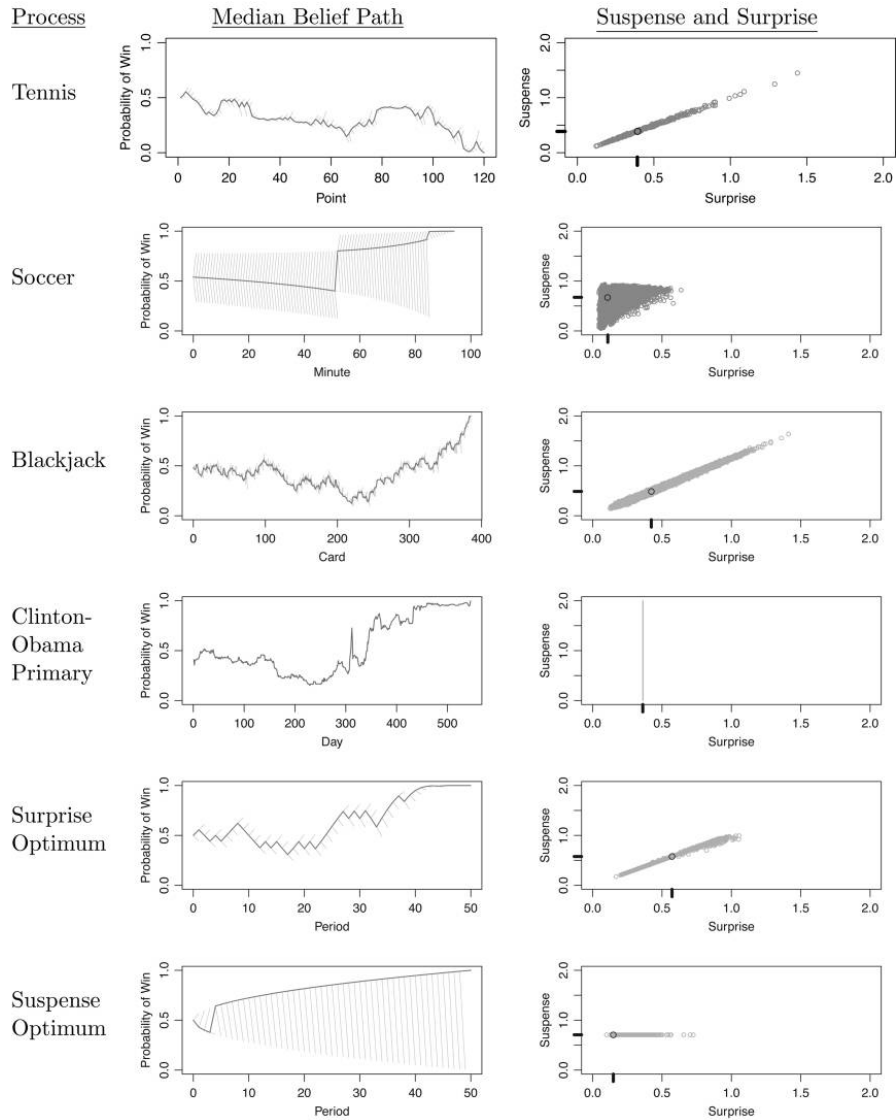 Process Median Belief Path Suspense and Surprise
Tennis
Probability of Win
0.0 0.5 1.0
0 20 40 60 80 100 120
Point
Suspense
0.0 1.0 2.0
0.0 0.5 1.0 1.5 2.0
Surprise
Soccer
Probability of Win
0.0 0.5 1.0
0 20 40 60 80 100
Minute
Suspense
0.0 1.0 2.0
0.0 0.5 1.0 1.5 2.0
Surprise
Blackjack
Probability of Win
0.0 0.5 1.0
0 100 200 300 400
Card
Suspense
0.0 1.0 2.0
0.0 0.5 1.0 1.5 2.0
Surprise
Clinton-
Obama
Primary
Probability of Win
0.0 0.5 1.0
0 100 200 300 400 500
Day
Suspense
0.0 1.0 2.0
0.0 0.5 1.0 1.5 2.0
Surprise
Surprise
Optimum
Probability of Win
0.0 0.5 1.0
0 10 20 30 40 50
Period
Suspense
0.0 1.0 2.0
0.0 0.5 1.0 1.5 2.0
Surprise
Suspense
Optimum
Probability of Win
0.0 0.5 1.0
0 10 20 30 40 50
Period
Suspense
0.0 1.0 2.0
0.0 0.5 1.0 1.5 2.0
Surprise